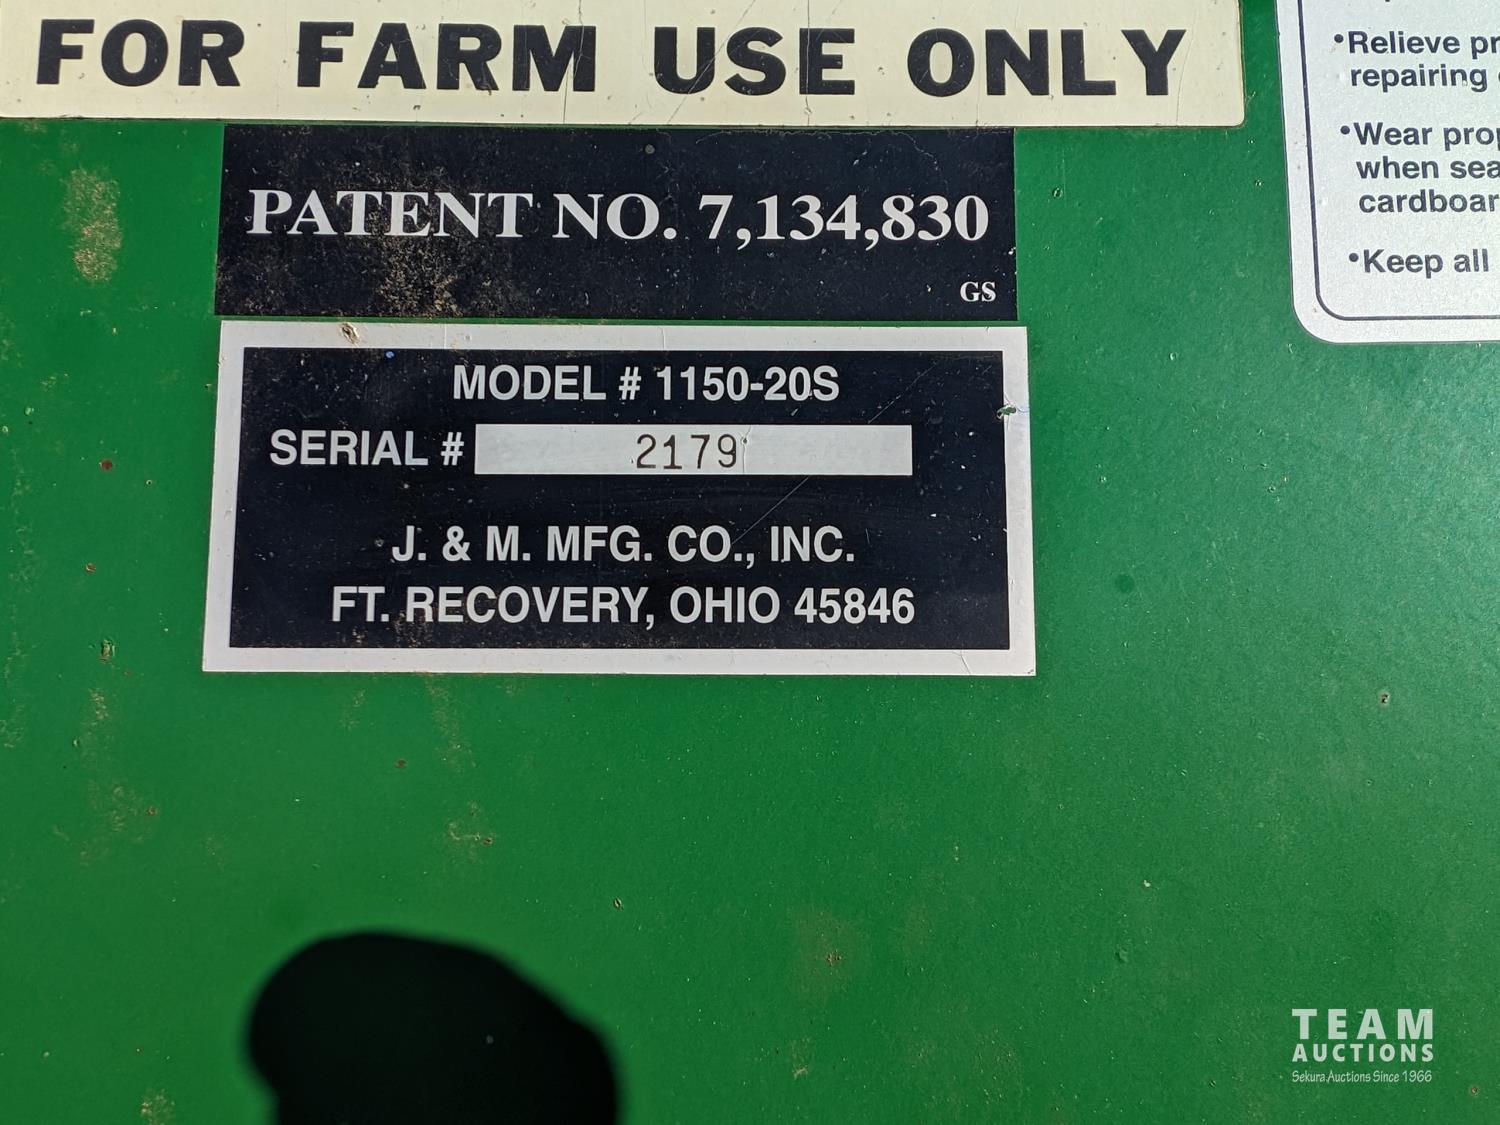 FOR FARM USE ONLY
PATENT NO. 7,134,830
GS
MODEL # 1150-20S
SERIAL # 2179
J. & M. MFG. CO., INC.
FT. RECOVERY, OHIO 45846
•Relieve pr
repairing
•Wear prop
when sea
cardboar
•Keep all
TEAM
AUCTIONS
Sekura Auctions Since 1966